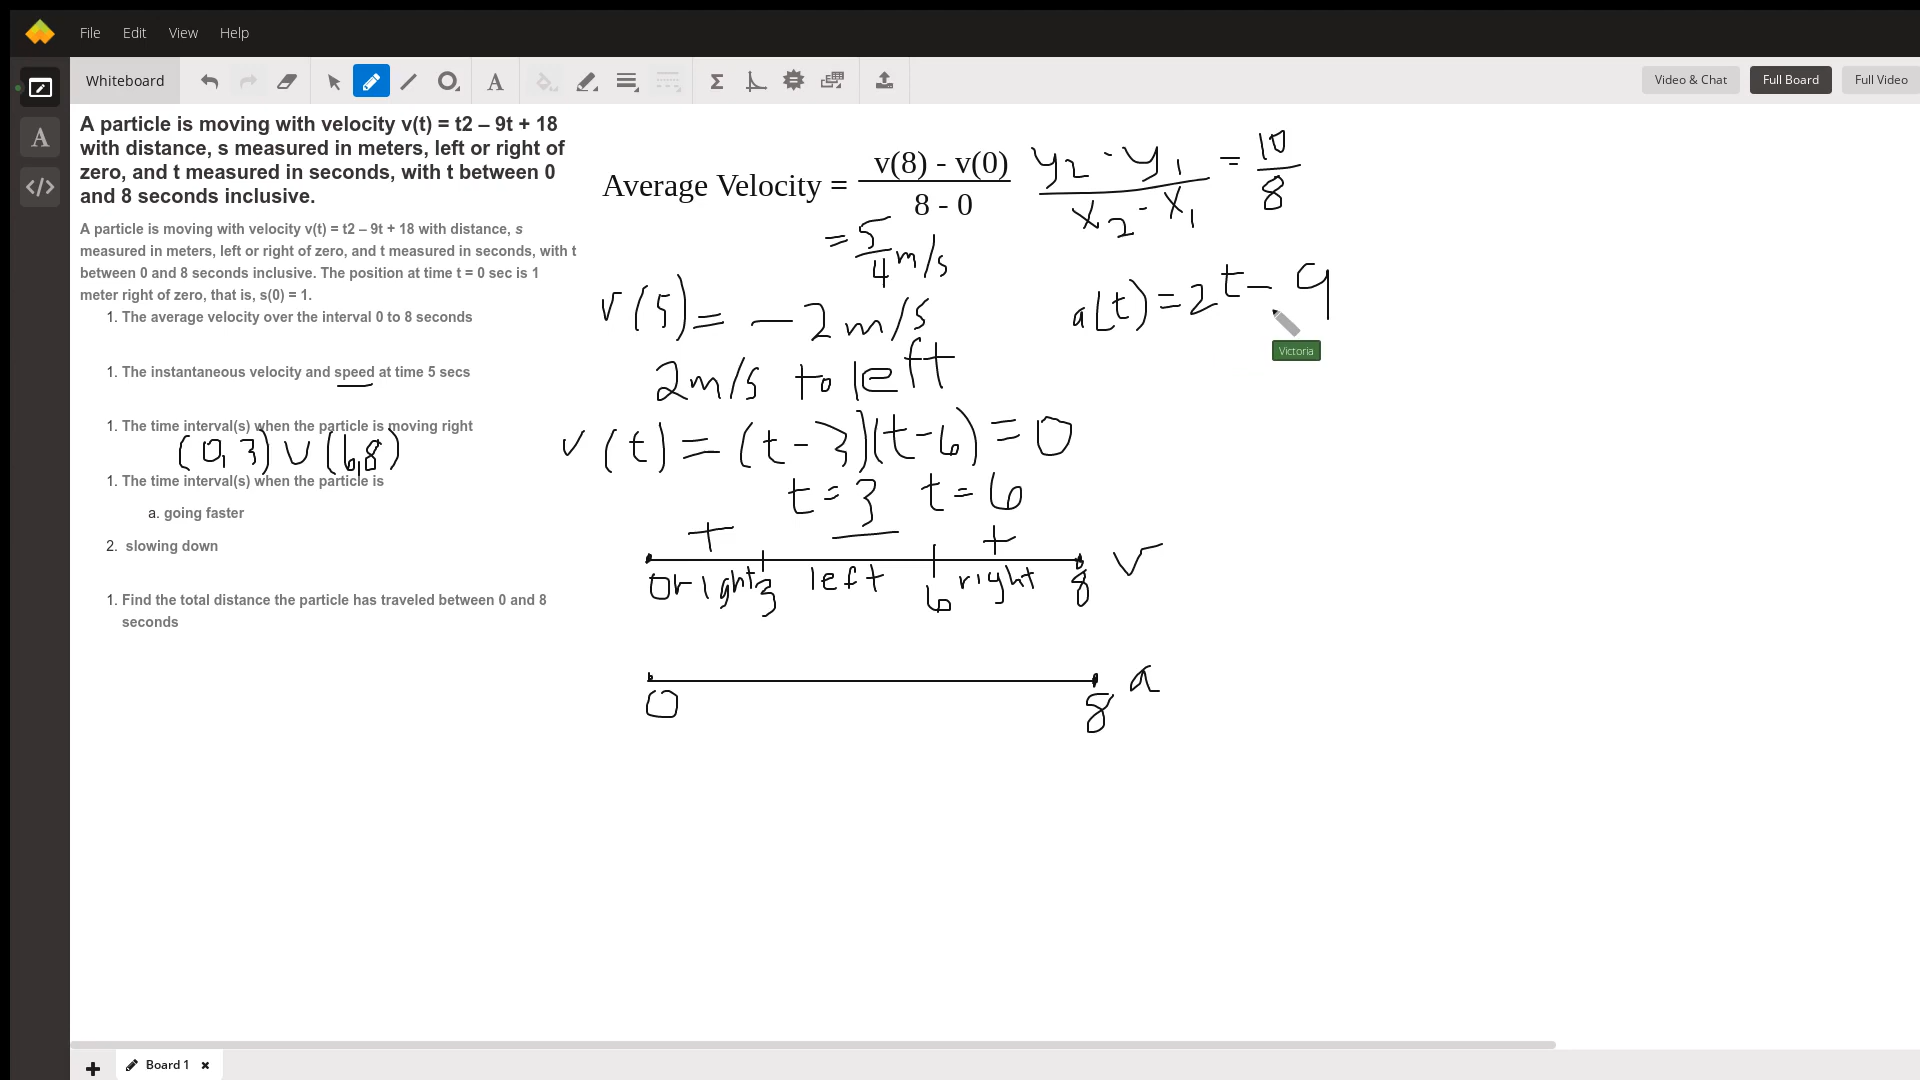 File Edit View Help
Whiteboard
Video & Chat Full Board Full Video
A particle is moving with velocity v(t) = t2 – 9t + 18
with distance, s measured in meters, left or right of
zero, and t measured in seconds, with t between 0
and 8 seconds inclusive.
A particle is moving with velocity v(t) = t2 – 9t + 18 with distance, s
measured in meters, left or right of zero, and t measured in seconds, with t
between 0 and 8 seconds inclusive. The position at time t = 0 sec is 1
meter right of zero, that is, s(0) = 1.
1. The average velocity over the interval 0 to 8 seconds
1. The instantaneous velocity and speed at time 5 secs
1. The time interval(s) when the particle is moving right
(0,3) ∪ (6,8)
1. The time interval(s) when the particle is
a. going faster
2. slowing down
1. Find the total distance the particle has traveled between 0 and 8
seconds
Average Velocity =
v(8) - v(0)
8 - 0
y2 - y1
x2 - x1
= 10
8
= 5
4 m/s
v(5) = -2 m/s
2m/s to left
a(t) = 2t - 9
Victoria
v(t) = (t-3)(t-6) = 0
t = 3 t = 6
+ — +
v
0 right 3 left 6 right 8
a
0 8
Board 1